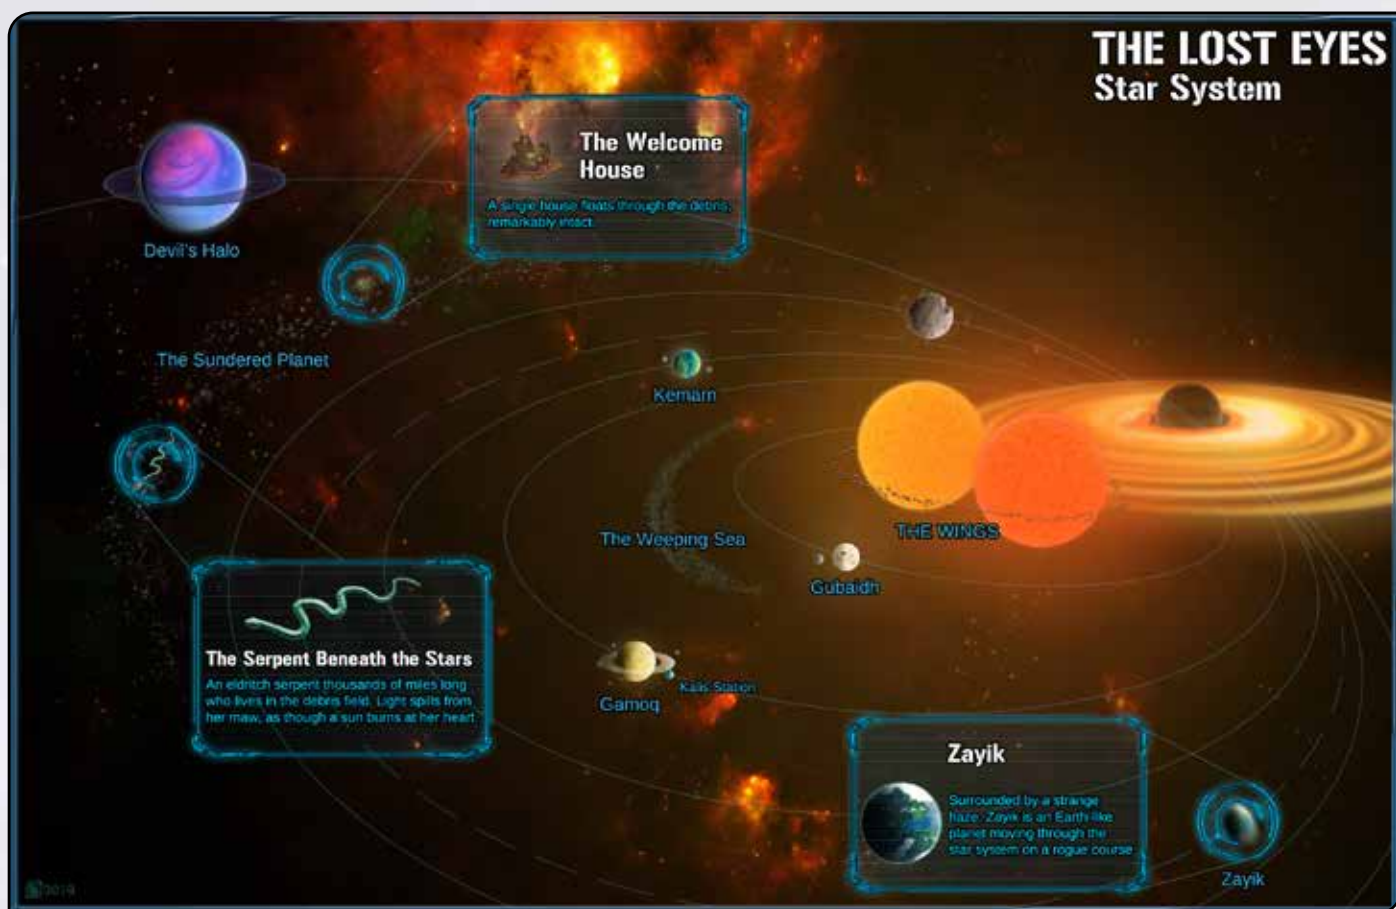 THE LOST EYES
Star System
The Welcome
House
A single house floats through the debris,
remarkably intact.
Devil's Halo
The Sundered Planet
Kemarn
THE WINGS
The Weeping Sea
Gubaidh
The Serpent Beneath the Stars
An eldritch serpent thousands of miles long
who lives in the debris field. Light spills from
her maw, as though a sun burns at her heart
Gamoq
Station
Zayik
Surrounded by a strange
haze, Zayik is an Earth-like
planet moving through the
star system on a rogue course
Zayik
2019